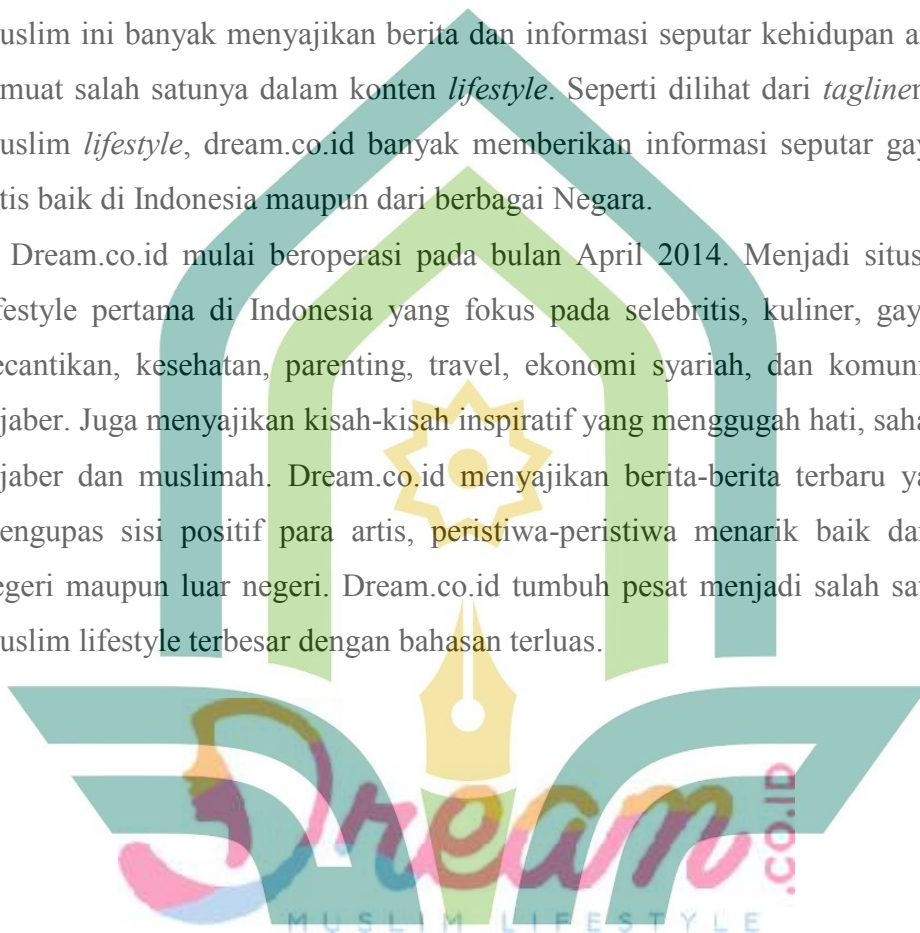 uslim ini banyak menyajikan berita dan informasi seputar kehidupan ar
muat salah satunya dalam konten lifestyle. Seperti dilihat dari tagliner
uslim lifestyle, dream.co.id banyak memberikan informasi seputar gay
tis baik di Indonesia maupun dari berbagai Negara.
Dream.co.id mulai beroperasi pada bulan April 2014. Menjadi situs
festyle pertama di Indonesia yang fokus pada selebritis, kuliner, gay
ecantikan, kesehatan, parenting, travel, ekonomi syariah, dan komuni
jaber. Juga menyajikan kisah-kisah inspiratif yang menggugah hati, saha
jaber dan muslimah. Dream.co.id menyajikan berita-berita terbaru ya
engupas sisi positif para artis, peristiwa-peristiwa menarik baik da
egeri maupun luar negeri. Dream.co.id tumbuh pesat menjadi salah sat
uslim lifestyle terbesar dengan bahasan terluas.
Dream.CO.ID
MUSLIM LIFESTYLE